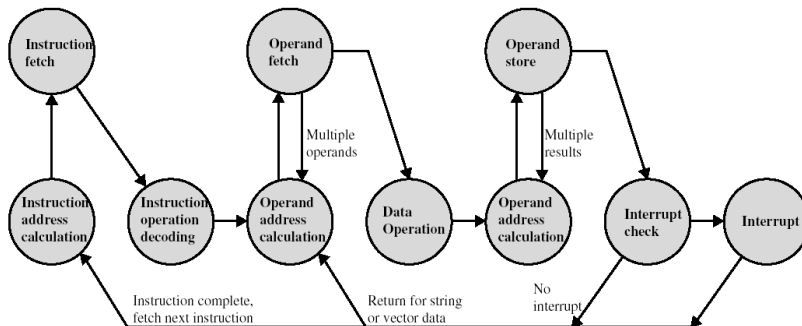 Instruction
fetch
Operand
fetch
Operand
store
Multiple
operands
Multiple
results
Instruction
address
calculation
Instruction
operation
decoding
Operand
address
calculation
Data
Operation
Operand
address
calculation
Interrupt
check
Interrupt
Instruction complete,
fetch next instruction
Return for string
or vector data
No
interrupt